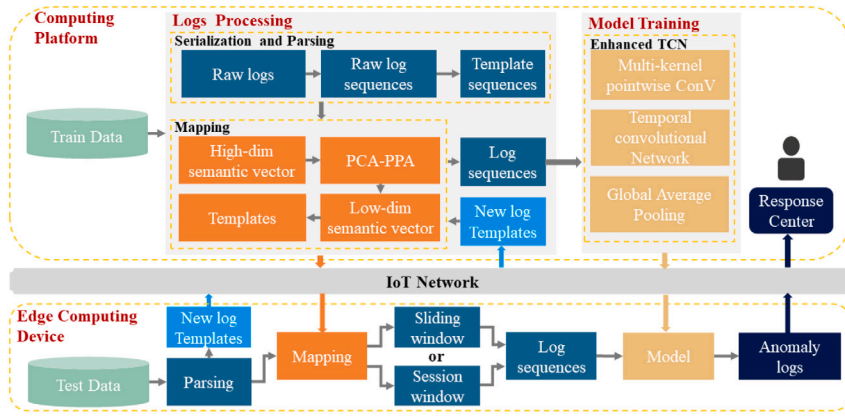 Computing
Platform
Logs Processing
Model Training
Serialization and Parsing
Raw logs
Raw log
sequences
Template
sequences
Enhanced TCN
Multi-kernel
pointwise ConV
Temporal
convolutional
Network
Global Average
Pooling
Train Data
Mapping
High-dim
semantic vector
PCA-PPA
Log
sequences
Templates
Low-dim
semantic vector
New log
Templates
Response
Center
IoT Network
Edge Computing
Device
New log
Templates
Test Data
Parsing
Mapping
Sliding
window
or
Session
window
Log
sequences
Model
Anomaly
logs